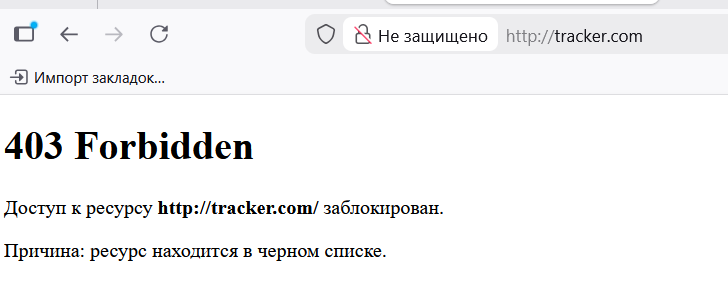 Не защищено http://tracker.com
Импорт закладок...
403 Forbidden
Доступ к ресурсу http://tracker.com/ заблокирован.
Причина: ресурс находится в черном списке.